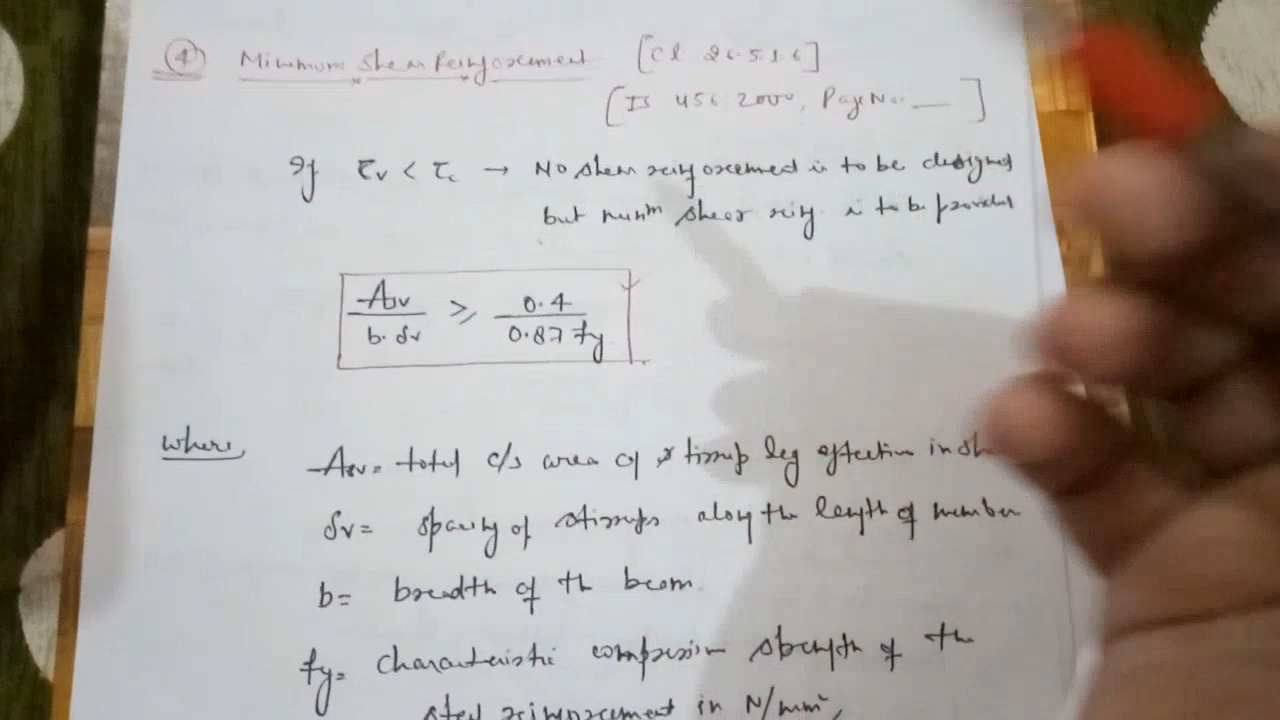 ④ Minimum Shear Reinforcement [Cl 26.5.1.6]
[IS 456:2000, Page No. __]
If τv < τc → No shear reinforcement is to be designed
but minm shear reinf is to be provided
Asv / b.Sv ≥ 0.4 / 0.87 fy
where,
Asv = total c/s area of stirrup leg effective in
Sv = spacing of stirrups along the length of member
b = breadth of the beam
fy = characteristic compression strength of the
steel reinforcement in N/mm²,